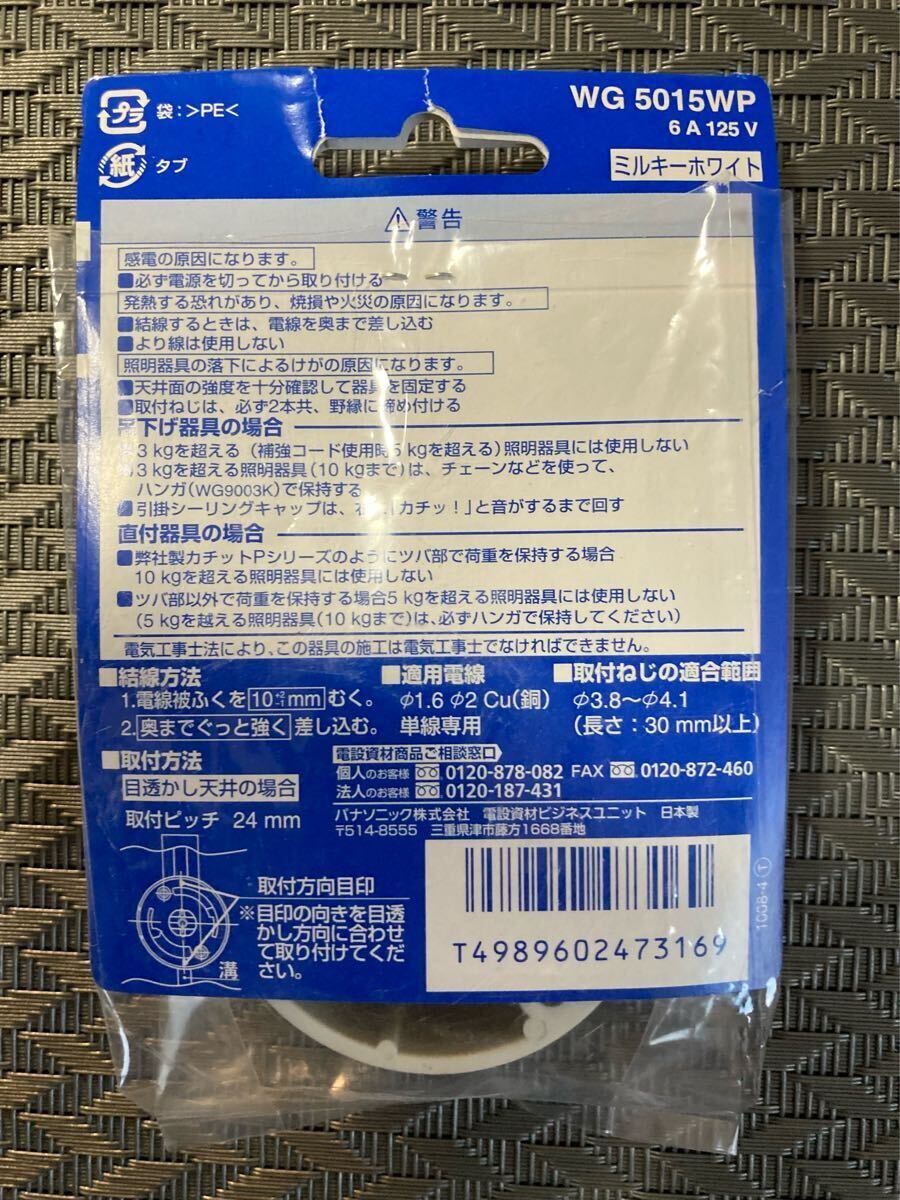 プラ 袋：>PE<
WG 5015WP
6 A 125 V
紙 タブ
ミルキーホワイト
警告
感電の原因になります。
■必ず電源を切ってから取り付ける
発熱する恐れがあり、焼損や火災の原因になります。
■結線するときは、電線を奥まで差し込む
■より線は使用しない
照明器具の落下によるけがの原因になります。
■天井面の強度を十分確認して器具を固定する
■取付ねじは、必ず2本共、野縁に締め付ける
吊下げ器具の場合
3 kgを超える（補強コード使用時5 kgを超える）照明器具には使用しない
3 kgを超える照明器具（10 kgまで）は、チェーンなどを使って、
ハンガ（WG9003K）で保持する
■引掛シーリングキャップは、右に「カチッ！」と音がするまで回す
直付器具の場合
■弊社製カチットPシリーズのようにツバ部で荷重を保持する場合
10 kgを超える照明器具には使用しない
■ツバ部以外で荷重を保持する場合5 kgを超える照明器具には使用しない
（5 kgを越える照明器具（10 kgまで）は、必ずハンガで保持してください）
電気工事士法により、この器具の施工は電気工事士でなければできません。
■結線方法
1.電線被ふくを 10 +2 -1 mm むく。
2.奥までぐっと強く 差し込む。
■適用電線
φ1.6 φ2 Cu（銅）
単線専用
■取付ねじの適合範囲
φ3.8〜φ4.1
（長さ：30 mm以上）
■取付方法
目透かし天井の場合
取付ピッチ 24 mm
電設資材商品ご相談窓口
個人のお客様 0120-878-082 FAX 0120-872-460
法人のお客様 0120-187-431
パナソニック株式会社 電設資材ビジネスユニット 日本製
〒514-8555 三重県津市藤方1668番地
取付方向目印
※目印の向きを目透
かし方向に合わせ
て取り付けてくだ
さい。
溝
T4989602473169
1008-4 T